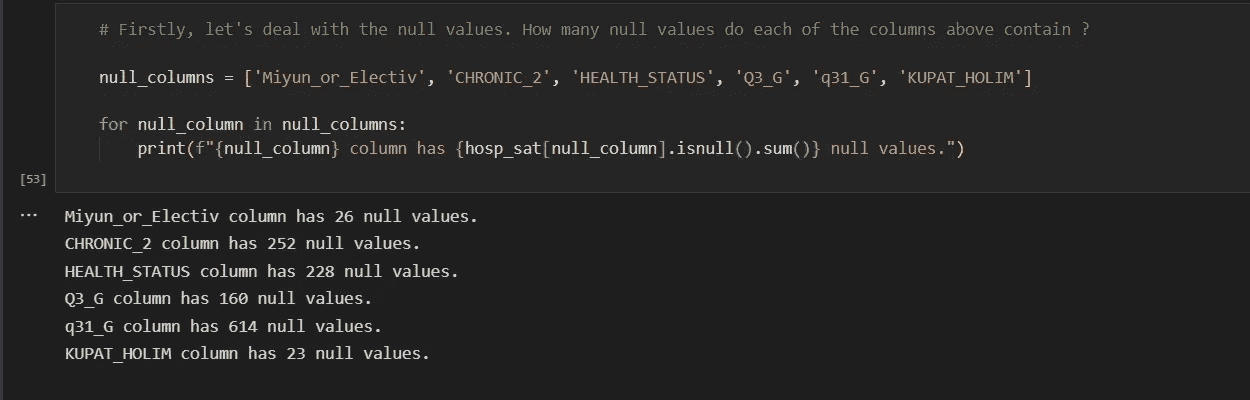 # Firstly, let's deal with the null values. How many null values do each of the columns above contain ?
null_columns = ['Miyun_or_Electiv', 'CHRONIC_2', 'HEALTH_STATUS', 'Q3_G', 'q31_G', 'KUPAT_HOLIM']
for null_column in null_columns:
print(f"{null_column} column has {hosp_sat[null_column].isnull().sum()} null values.")
[53]
...
Miyun_or_Electiv column has 26 null values.
CHRONIC_2 column has 252 null values.
HEALTH_STATUS column has 228 null values.
Q3_G column has 160 null values.
q31_G column has 614 null values.
KUPAT_HOLIM column has 23 null values.